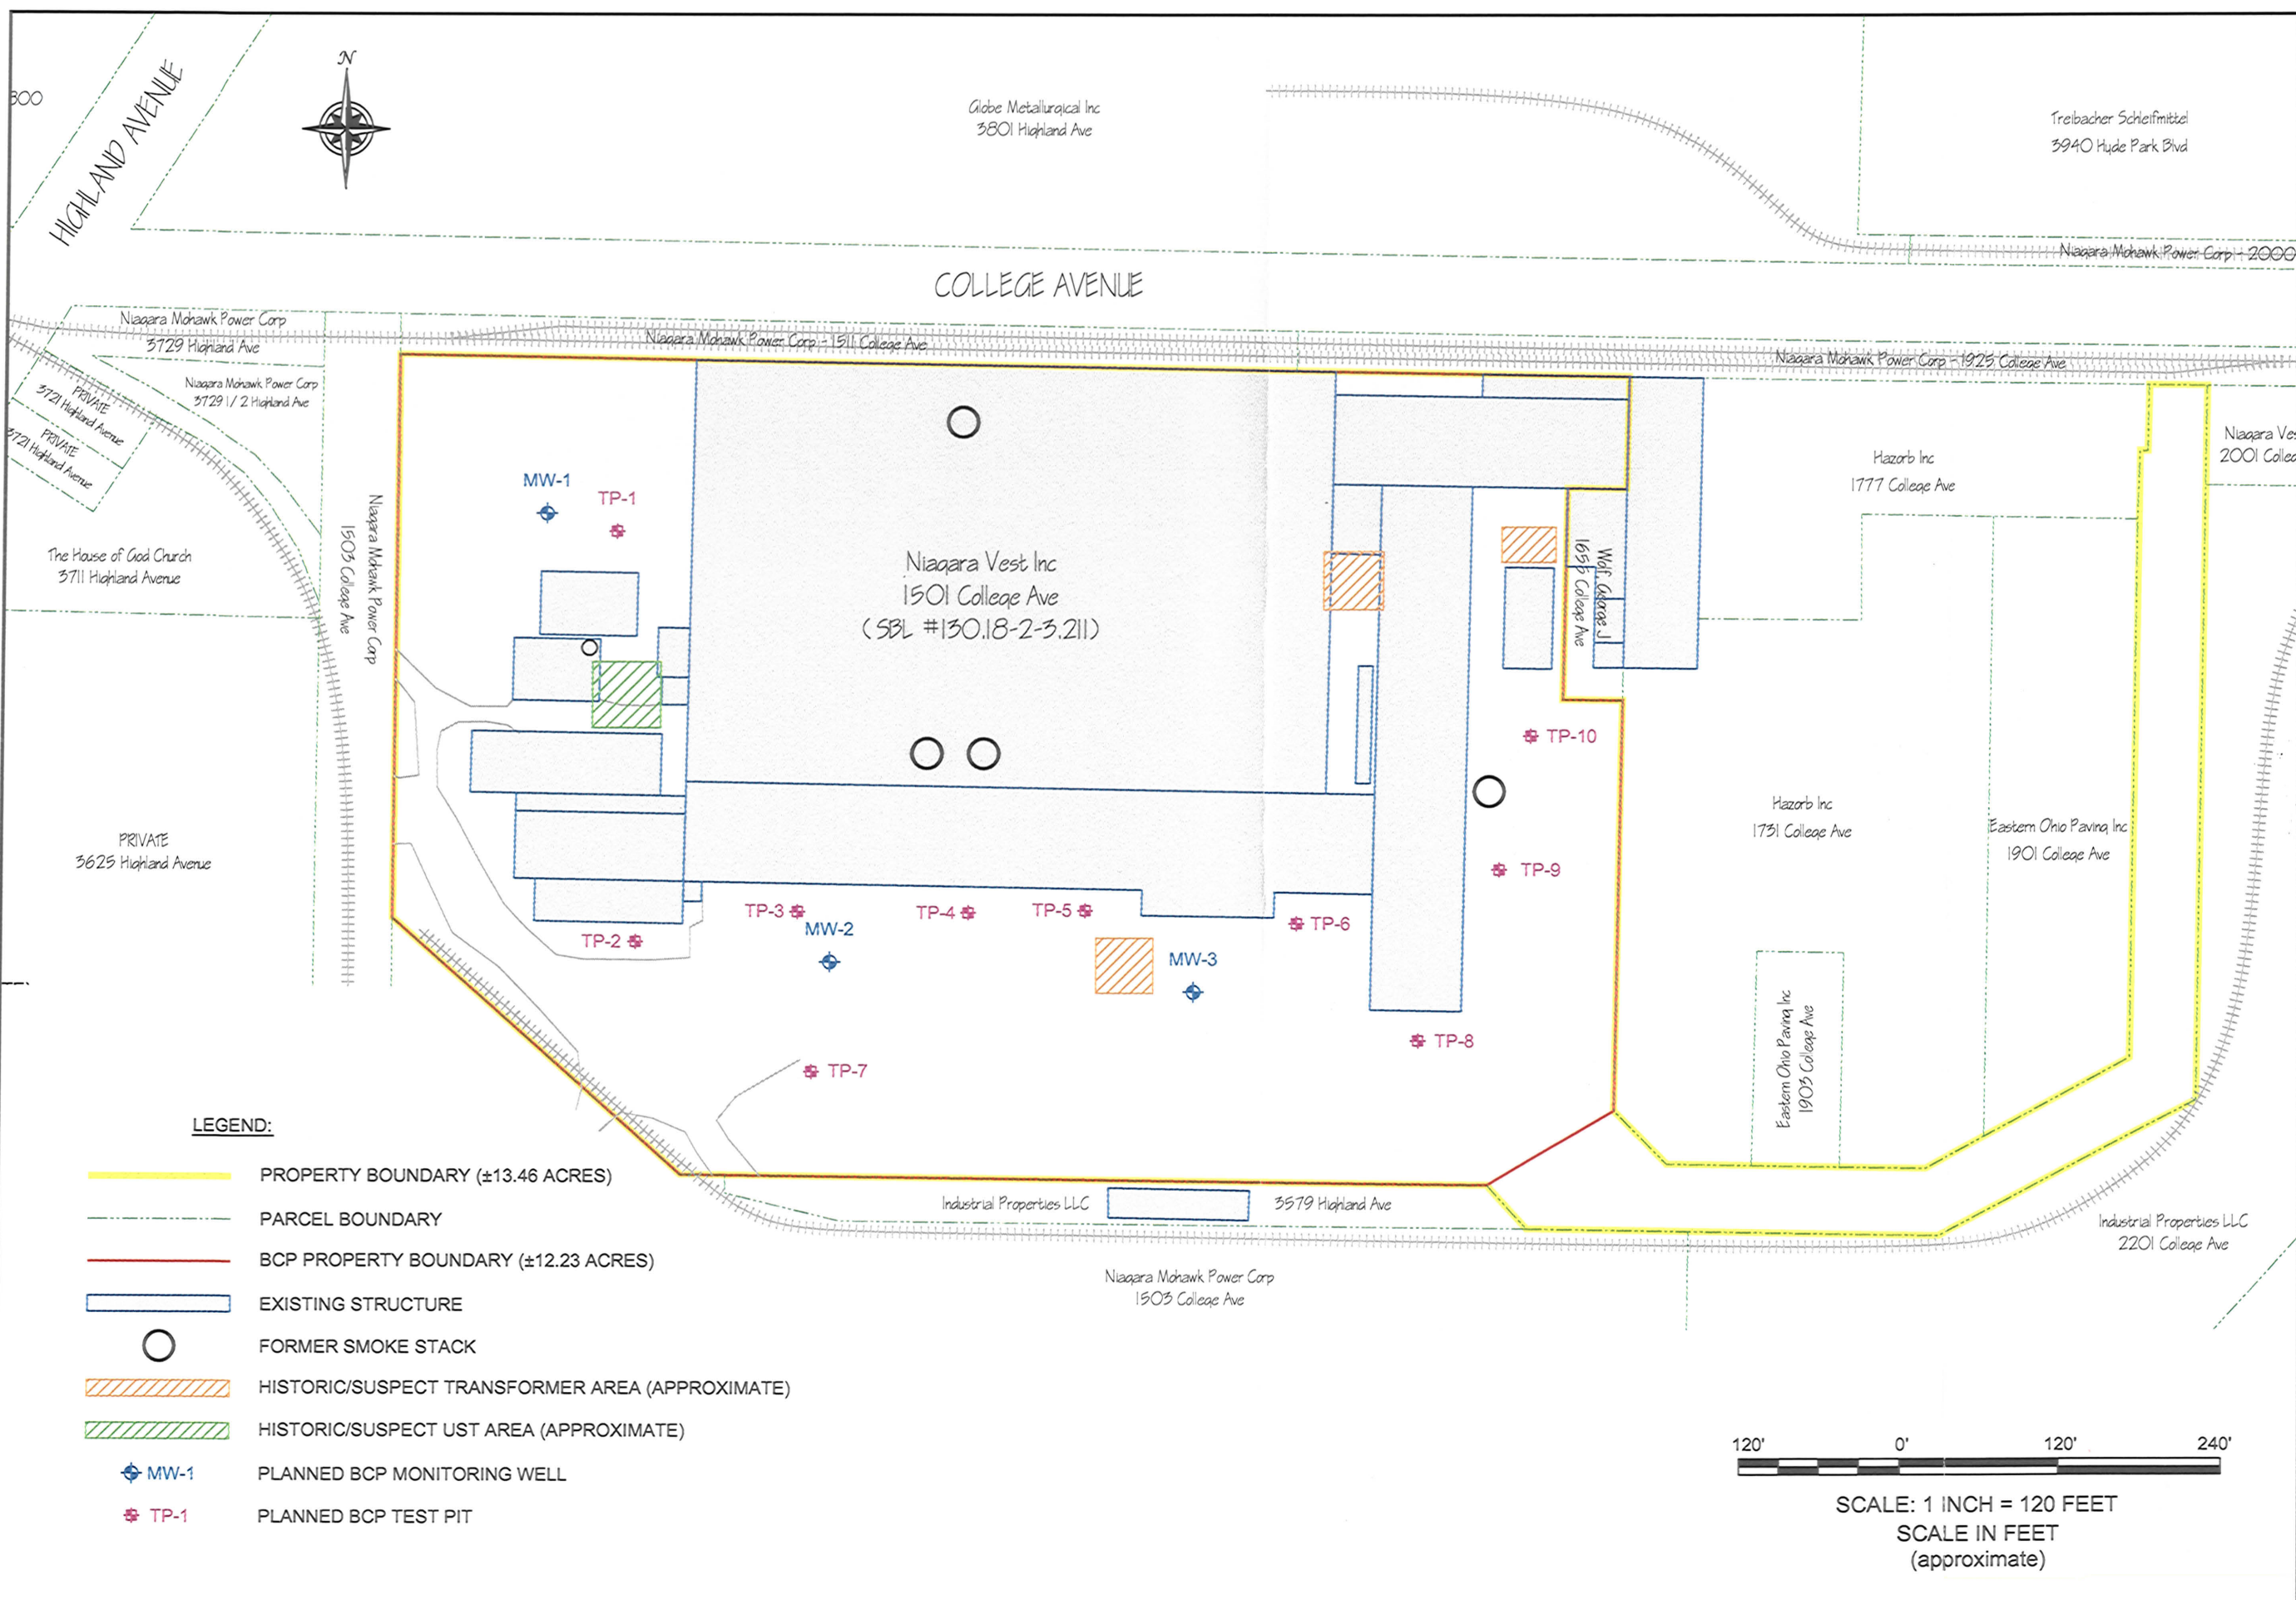 N
300
HIGHLAND AVENUE
Globe Metallurgical Inc
3801 Highland Ave
Treibacher Schleifmittel
3940 Hyde Park Blvd
Niagara Mohawk Power Corp - 2000
COLLEGE AVENUE
Niagara Mohawk Power Corp
3729 Highland Ave
Niagara Mohawk Power Corp - 1511 College Ave
Niagara Mohawk Power Corp - 1925 College Ave
Niagara Mohawk Power Corp
3729 1/2 Highland Ave
PRIVATE
3721 Highland Avenue
PRIVATE
3721 Highland Avenue
Niagara Ves
2001 Colleg
Hazorb Inc
1777 College Ave
MW-1
TP-1
Niagara Mohawk Power Corp
1503 College Ave
The House of God Church
3711 Highland Avenue
Niagara Vest Inc
1501 College Ave
(SBL #130.18-2-3.211)
Wolf, George J
1655 College Ave
TP-10
Hazorb Inc
1731 College Ave
Eastern Ohio Paving Inc
1901 College Ave
PRIVATE
3625 Highland Avenue
TP-9
TP-3
TP-4
TP-5
TP-6
MW-2
TP-2
MW-3
TP-8
TP-7
Eastern Ohio Paving Inc
1903 College Ave
Industrial Properties LLC
3579 Highland Ave
Industrial Properties LLC
2201 College Ave
Niagara Mohawk Power Corp
1503 College Ave
LEGEND:
PROPERTY BOUNDARY (±13.46 ACRES)
PARCEL BOUNDARY
BCP PROPERTY BOUNDARY (±12.23 ACRES)
EXISTING STRUCTURE
FORMER SMOKE STACK
HISTORIC/SUSPECT TRANSFORMER AREA (APPROXIMATE)
HISTORIC/SUSPECT UST AREA (APPROXIMATE)
MW-1 PLANNED BCP MONITORING WELL
TP-1 PLANNED BCP TEST PIT
120' 0' 120' 240'
SCALE: 1 INCH = 120 FEET
SCALE IN FEET
(approximate)